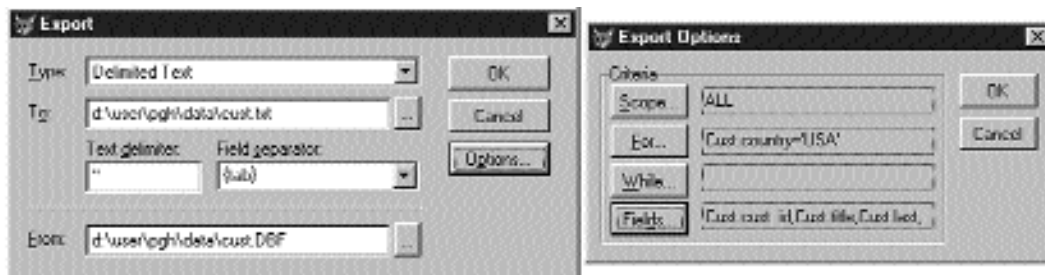 Export
Type: Delimited Text
OK
To: d:\user\pgh\data\cust.txt
...
Cancel
Text delimiter: Field separator:
" {tab}
Options...
From: d:\user\pgh\data\cust.DBF
...
Export Options
Criteria
Scope... ALL
OK
For... Cust.country='USA'
Cancel
While...
Fields... Cust.cust_id,Cust.title,Cust.last,